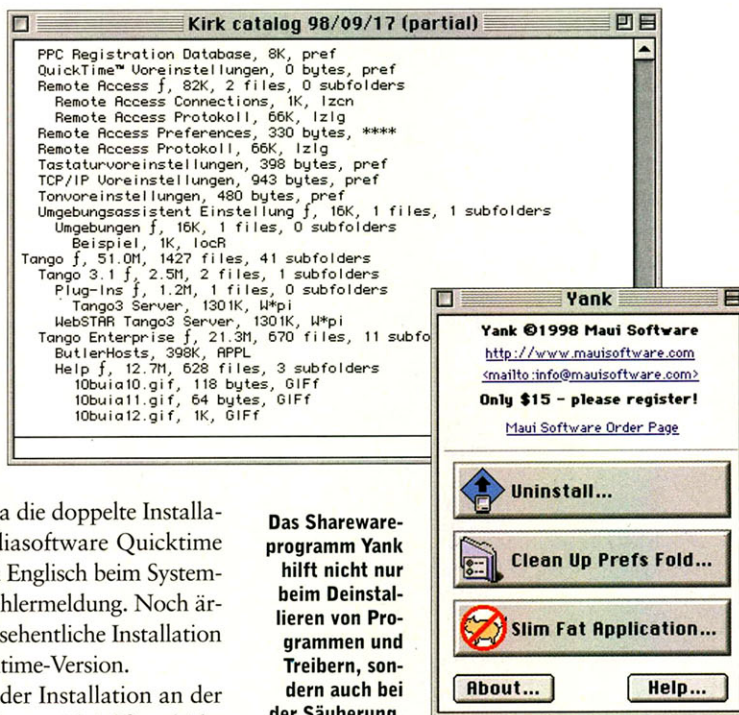 Kirk catalog 98/09/17 (partial)
PPC Registration Database, 8K, pref
QuickTime™ Voreinstellungen, 0 bytes, pref
Remote Access ƒ, 82K, 2 files, 0 subfolders
Remote Access Connections, 1K, lzcn
Remote Access Protokoll, 66K, lzlg
Remote Access Preferences, 330 bytes, ****
Remote Access Protokoll, 66K, lzlg
Tastaturvoreinstellungen, 398 bytes, pref
TCP/IP Voreinstellungen, 943 bytes, pref
Tonvoreinstellungen, 480 bytes, pref
Umgebungsassistent Einstellung ƒ, 16K, 1 files, 1 subfolders
Umgebungen ƒ, 16K, 1 files, 0 subfolders
Beispiel, 1K, locR
Tango ƒ, 51.0M, 1427 files, 41 subfolders
Tango 3.1 ƒ, 2.5M, 2 files, 1 subfolders
Plug-Ins ƒ, 1.2M, 1 files, 0 subfolders
Tango3 Server, 1301K, W*pi
WebSTAR Tango3 Server, 1301K, W*pi
Tango Enterprise ƒ, 21.3M, 670 files, 11 subfo
ButlerHosts, 398K, APPL
Help ƒ, 12.7M, 628 files, 3 subfolders
10buia10.gif, 118 bytes, GIFf
10buia11.gif, 64 bytes, GIFf
10buia12.gif, 1K, GIFf
Yank
Yank ©1998 Maui Software
http://www.mauisoftware.com
<mailto:info@mauisoftware.com>
Only $15 - please register!
Maui Software Order Page
Uninstall...
Clean Up Prefs Fold...
Slim Fat Application...
About...
Help...
a die doppelte Installa-
diasoftware Quicktime
Englisch beim System-
hlermeldung. Noch är-
sehentliche Installation
time-Version.
der Installation an der
Das Shareware-
programm Yank
hilft nicht nur
beim Deinstal-
lieren von Pro-
grammen und
Treibern, son-
dern auch bei
der Säuberung